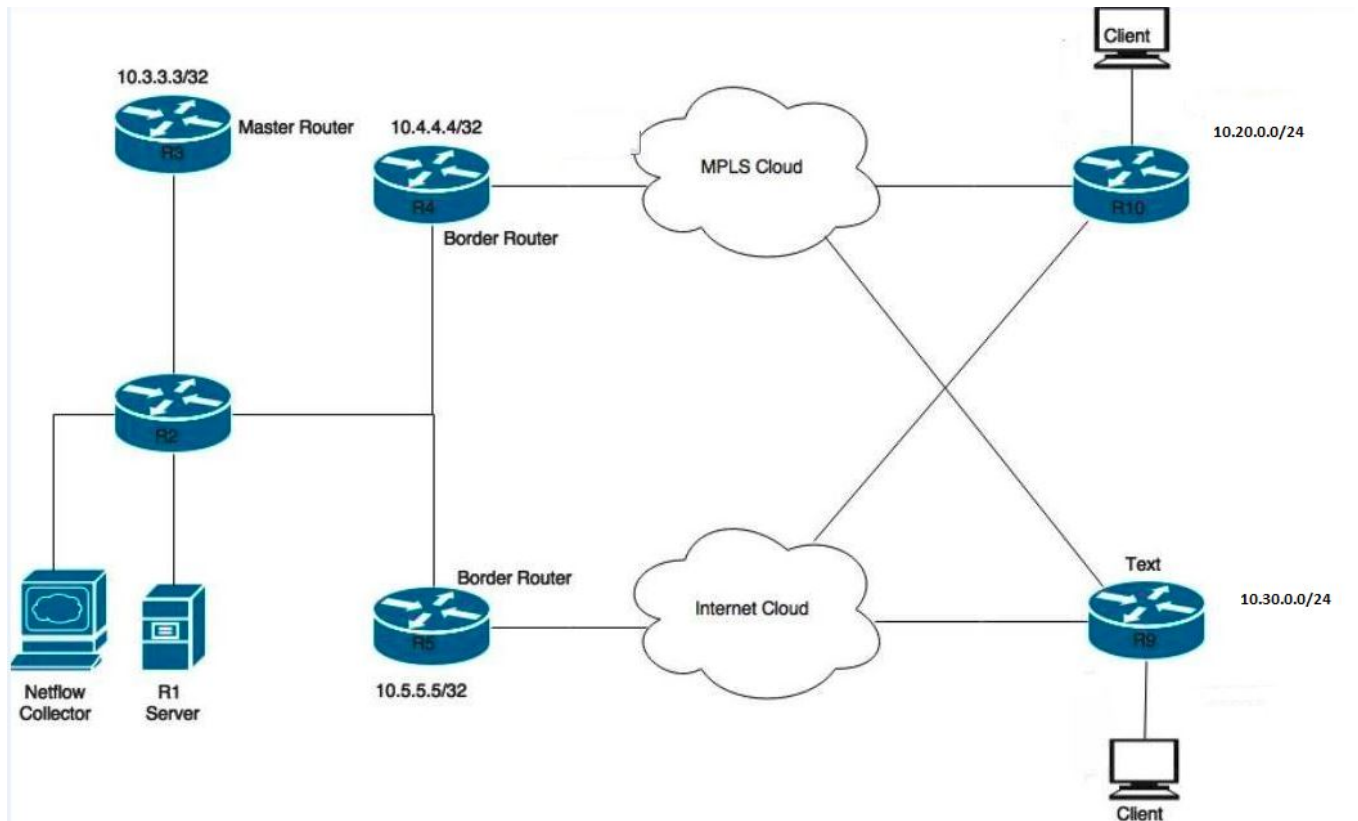 Client
10.3.3.3/32
Master Router
10.4.4.4/32
10.20.0.0/24
R3
MPLS Cloud
R4
R10
Border Router
R2
Border Router
Text
Internet Cloud
10.30.0.0/24
R5
R9
10.5.5.5/32
Netflow
Collector
R1
Server
Client